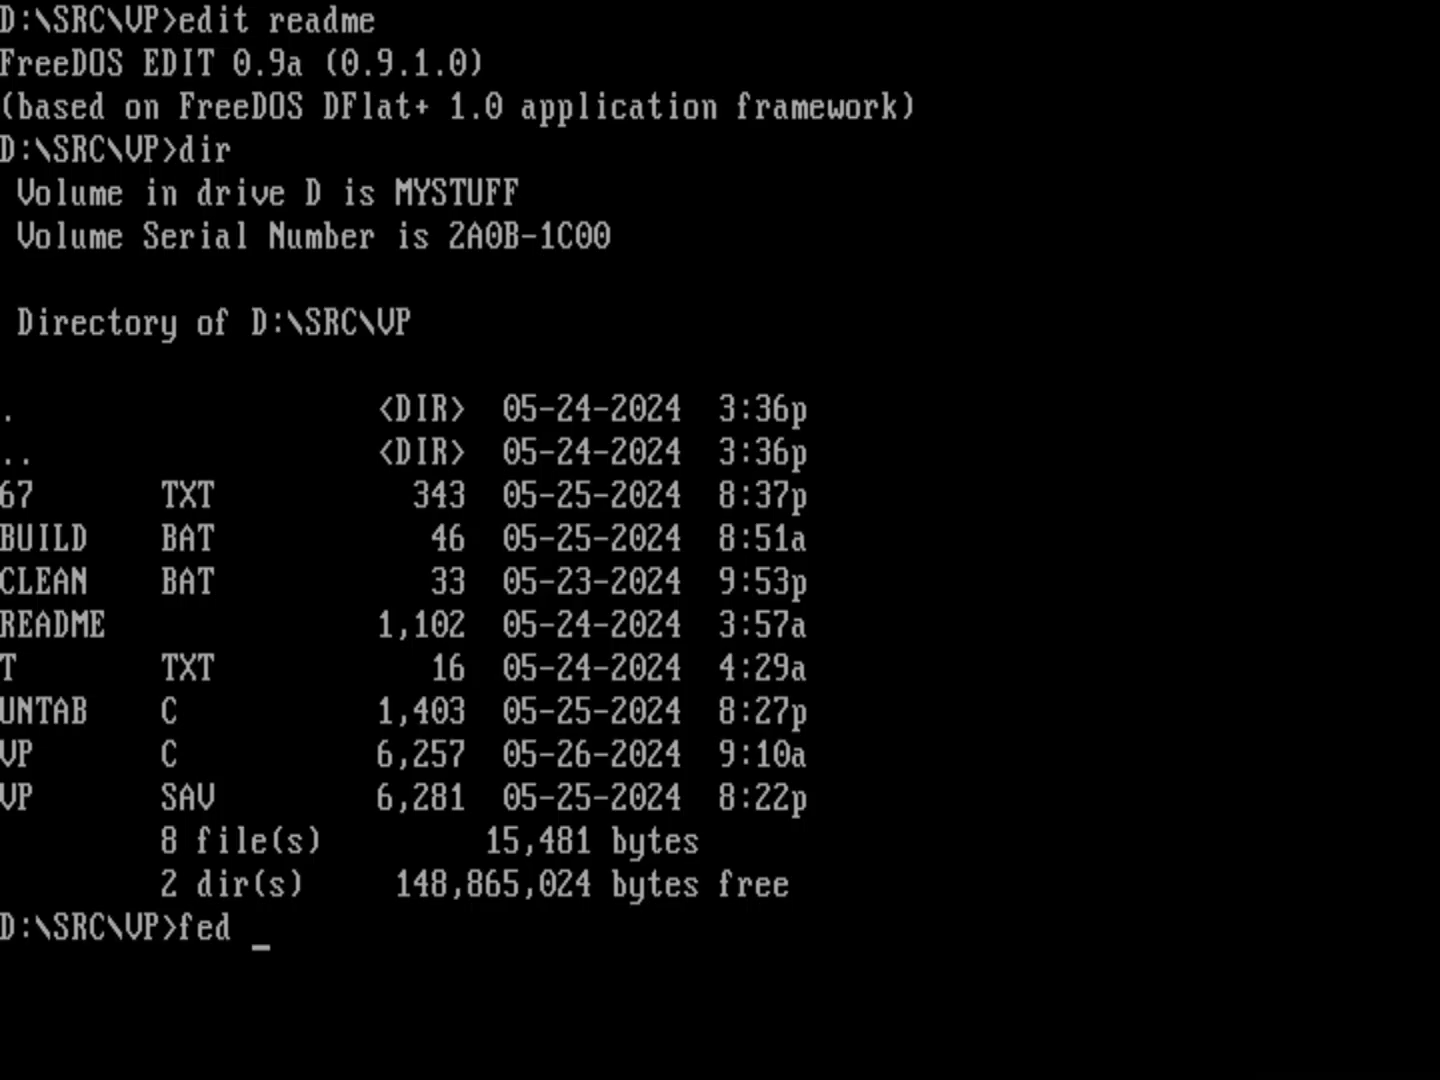 D:\SRC\VP>edit readme
FreeDOS EDIT 0.9a (0.9.1.0)
(based on FreeDOS DFlat+ 1.0 application framework)
D:\SRC\VP>dir
 Volume in drive D is MYSTUFF
 Volume Serial Number is 2A0B-1C00

 Directory of D:\SRC\VP

.                    <DIR>  05-24-2024  3:36p
..                   <DIR>  05-24-2024  3:36p
67       TXT           343  05-25-2024  8:37p
BUILD    BAT            46  05-25-2024  8:51a
CLEAN    BAT            33  05-23-2024  9:53p
README               1,102  05-24-2024  3:57a
T        TXT            16  05-24-2024  4:29a
UNTAB    C           1,403  05-25-2024  8:27p
VP       C           6,257  05-26-2024  9:10a
VP       SAV         6,281  05-25-2024  8:22p
         8 file(s)         15,481 bytes
         2 dir(s)     148,865,024 bytes free
D:\SRC\VP>fed _